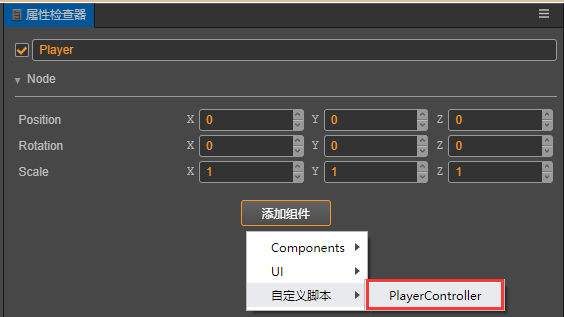 属性检查器
Player
Node
Position X 0 Y 0 Z 0
Rotation X 0 Y 0 Z 0
Scale X 1 Y 1 Z 1
添加组件
Components
UI
自定义脚本 PlayerController